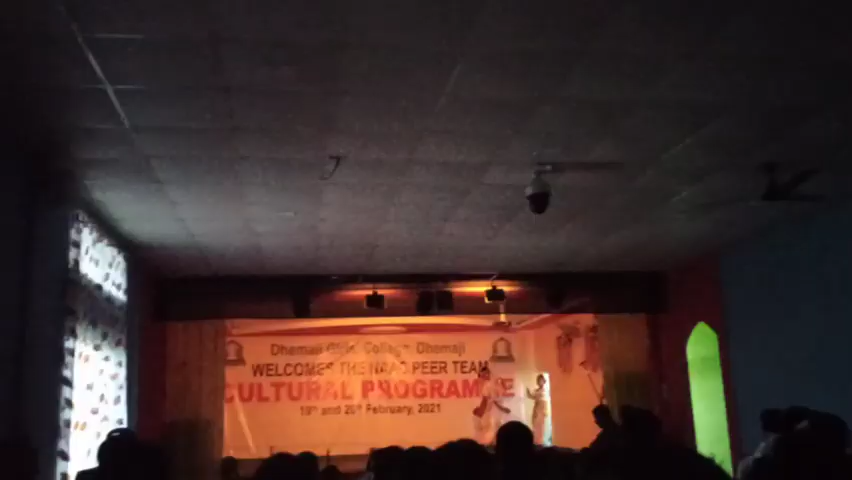 Dhemaji Girls' College, Dhemaji
WELCOMES THE NAAC PEER TEAM
CULTURAL PROGRAMME
19th and 20th February, 2021